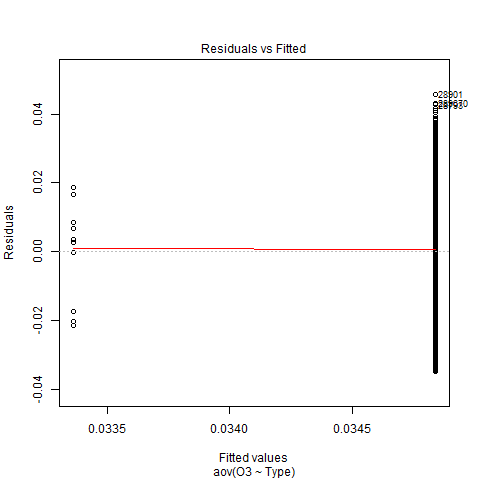 Residuals vs Fitted
28901
0.04
0.02
0.00
-0.02
-0.04
Residuals
0.0335 0.0340 0.0345
Fitted values
aov(O3 ~ Type)